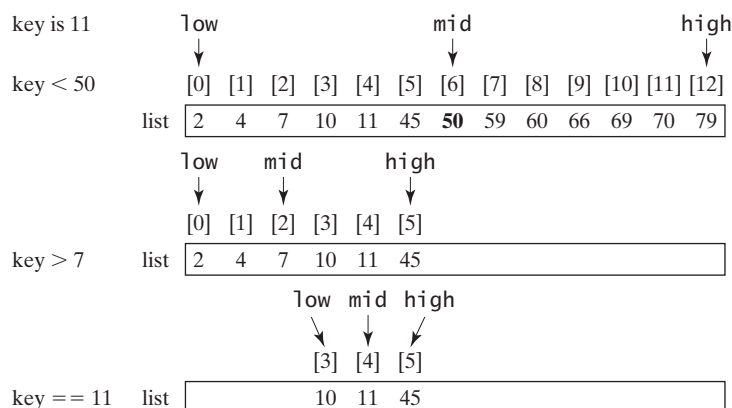 key is 11 low mid high
key < 50 [0] [1] [2] [3] [4] [5] [6] [7] [8] [9] [10] [11] [12]
list 2 4 7 10 11 45 50 59 60 66 69 70 79
low mid high
[0] [1] [2] [3] [4] [5]
key > 7 list 2 4 7 10 11 45
low mid high
[3] [4] [5]
key == 11 list 10 11 45